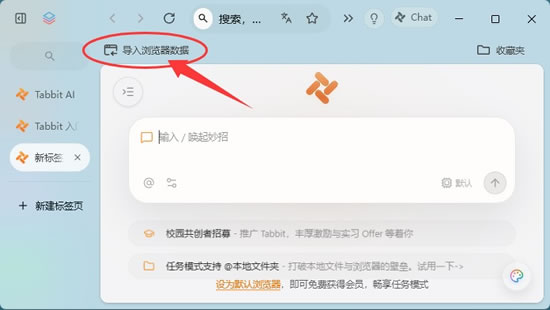 搜索，...
Chat
导入浏览器数据
收藏夹
Tabbit AI
Tabbit 入
新标签
新建标签页
输入 / 唤起妙招
默认
校园共创者招募 - 推广 Tabbit，丰厚激励与实习 Offer 等着你
任务模式支持 @本地文件夹 - 打破本地文件与浏览器的壁垒。试用一下->
设为默认浏览器，即可免费获得会员，畅享任务模式